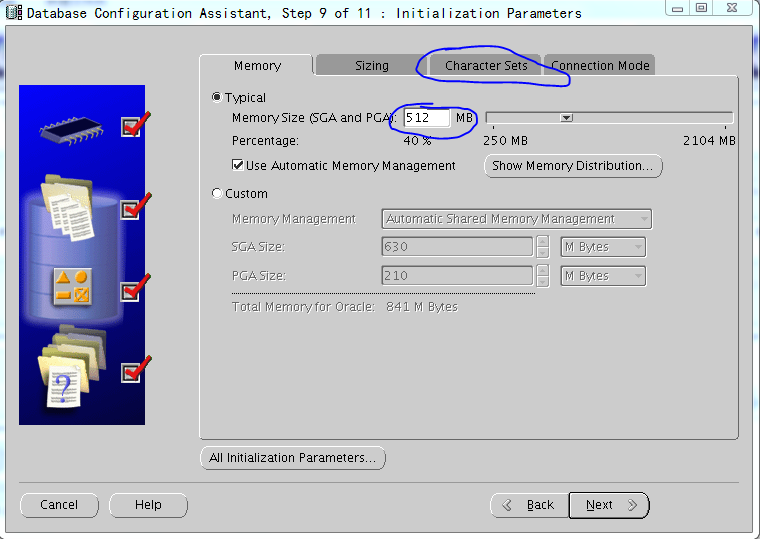 Database Configuration Assistant, Step 9 of 11 : Initialization Parameters
Memory Sizing Character Sets Connection Mode
Typical
Memory Size (SGA and PGA): 512 MB
Percentage: 40 % 250 MB 2104 MB
Use Automatic Memory Management Show Memory Distribution...
Custom
Memory Management Automatic Shared Memory Management
SGA Size: 630 M Bytes
PGA Size: 210 M Bytes
Total Memory for Oracle: 841 M Bytes
All Initialization Parameters...
Cancel Help Back Next